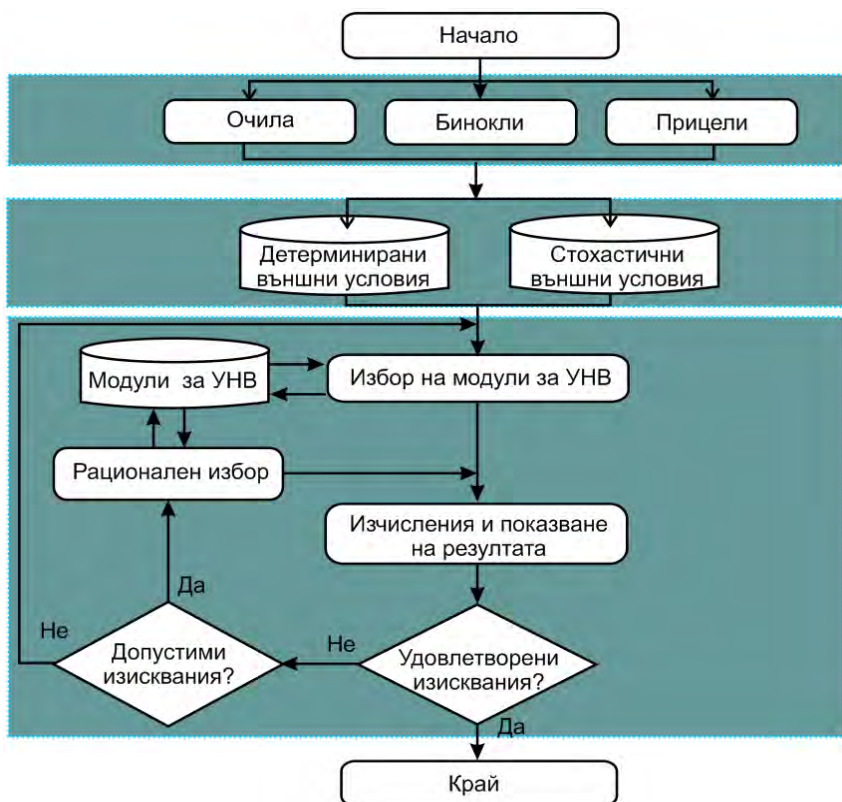 Начало
Очила
Бинокли
Прицели
Детерминирани
външни условия
Стохастични
външни условия
Модули за УНВ
Избор на модули за УНВ
Рационален избор
Изчисления и показване
на резултата
Да
Не
Допустими
изисквания?
Не
Удовлетворени
изисквания?
Да
Край